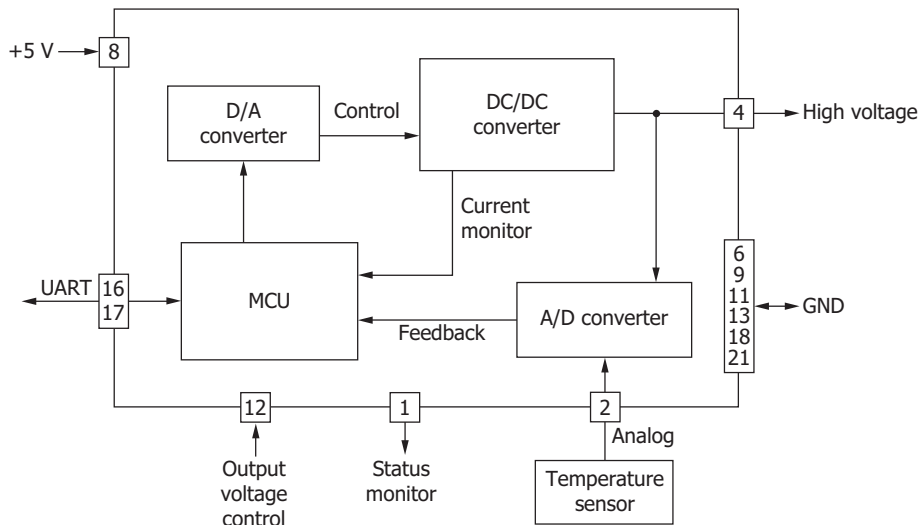 +5 V
8
D/A
converter
Control
DC/DC
converter
4
High voltage
Current
monitor
UART
16
17
MCU
Feedback
A/D converter
6
9
11
13
18
21
GND
12
1
2
Output
voltage
control
Status
monitor
Analog
Temperature
sensor